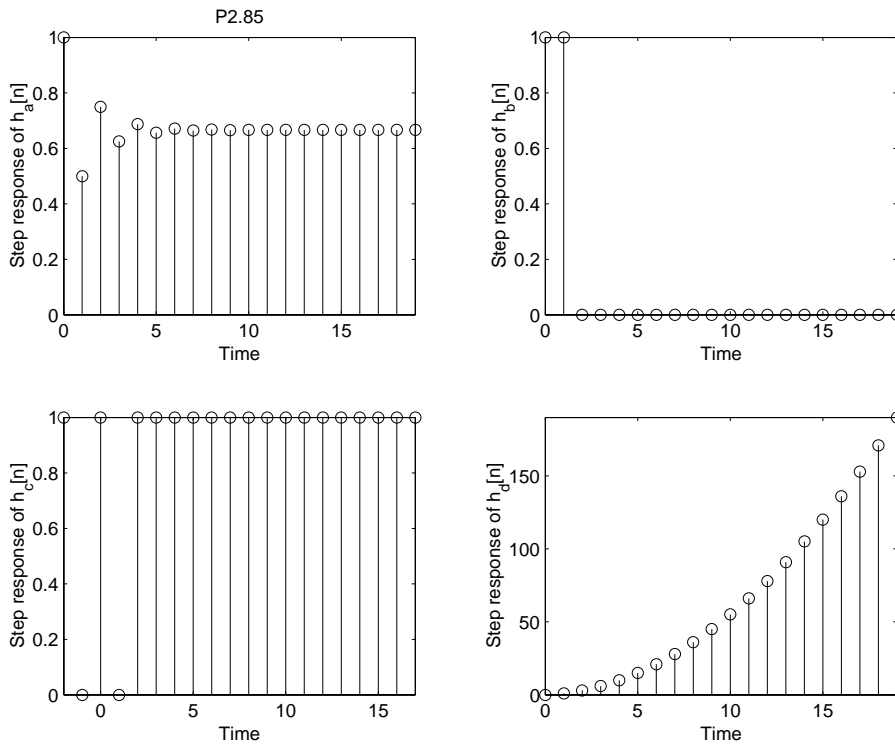 P2.85
1
0.8
0.6
0.4
0.2
0
0 5 10 15
Time
Step response of h_a[n]
1
0.8
0.6
0.4
0.2
0
0 5 10 15
Time
Step response of h_b[n]
1
0.8
0.6
0.4
0.2
0
0 5 10 15
Time
Step response of h_c[n]
150
100
50
0
0 5 10 15
Time
Step response of h_d[n]